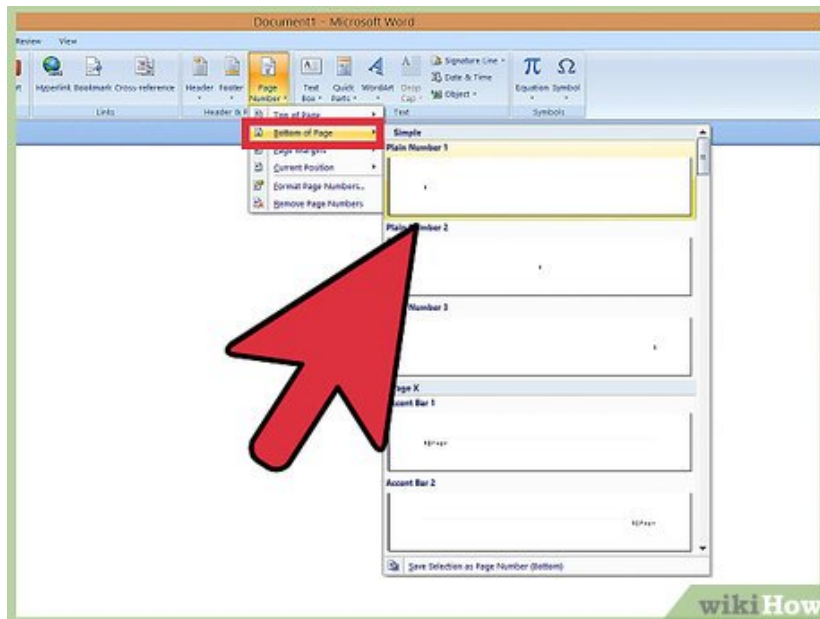 Document1 - Microsoft Word
Review View
Hyperlink Bookmark Cross-reference
Links
Header Footer Page Number
Header &
Text Box Quick Parts WordArt Drop Cap
Signature Line
Date & Time
Object
Text
Equation Symbol
Symbols
Top of Page
Bottom of Page
Page Margins
Current Position
Format Page Numbers...
Remove Page Numbers
Simple
Plain Number 1
Plain Number 2
Number 3
Page X
Accent Bar 1
Accent Bar 2
Save Selection as Page Number (Bottom)
wikiHow